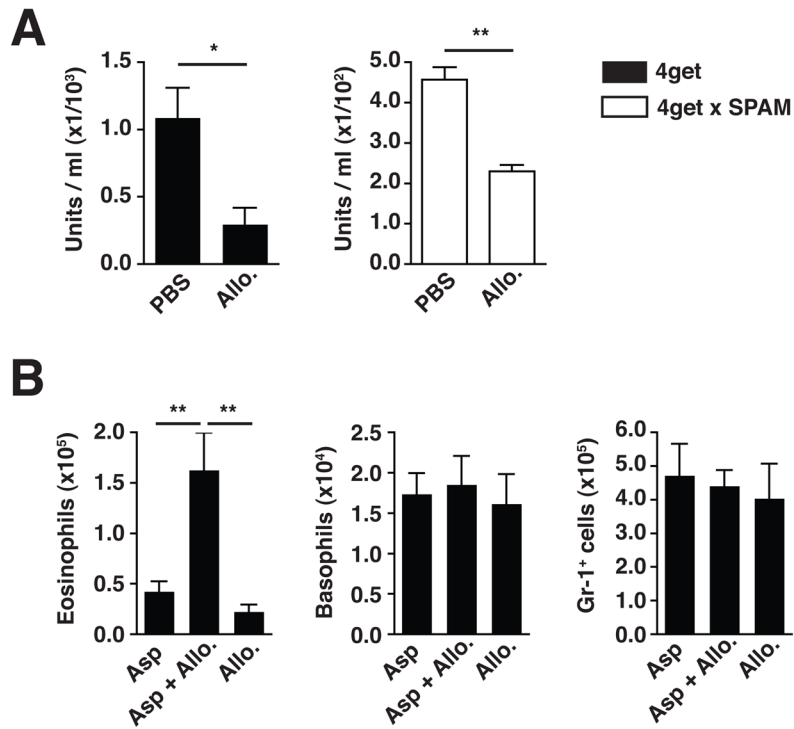 A
Units / ml (x1/10³)
1.5
1.0
0.5
0.0
*
PBS
Allo.
Units / ml (x1/10²)
5.0
4.0
3.0
2.0
1.0
0.0
**
PBS
Allo.
4get
4get x SPAM
B
Eosinophils (x10⁵)
2.0
1.5
1.0
0.5
0.0
** **
Asp
Asp + Allo.
Allo.
Basophils (x10⁴)
2.5
2.0
1.5
1.0
0.5
0.0
Asp
Asp + Allo.
Allo.
Gr-1⁺ cells (x10⁵)
6.0
5.0
4.0
3.0
2.0
1.0
0.0
Asp
Asp + Allo.
Allo.